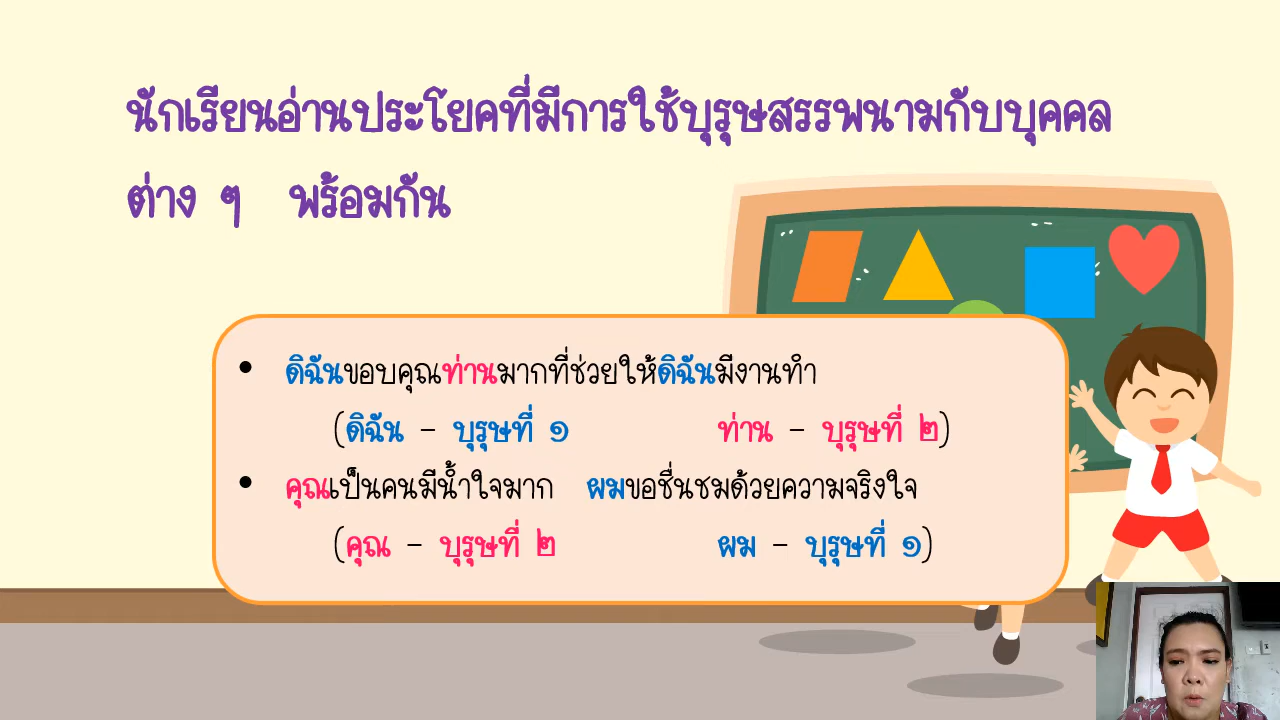 นักเรียนอ่านประโยคที่มีการใช้บุรุษสรรพนามกับบุคคล
ต่าง ๆ พร้อมกัน
• ดิฉันขอบคุณท่านมากที่ช่วยให้ดิฉันมีงานทำ
(ดิฉัน - บุรุษที่ ๑ ท่าน - บุรุษที่ ๒)
• คุณเป็นคนมีน้ำใจมาก ผมขอชื่นชมด้วยความจริงใจ
(คุณ - บุรุษที่ ๒ ผม - บุรุษที่ ๑)